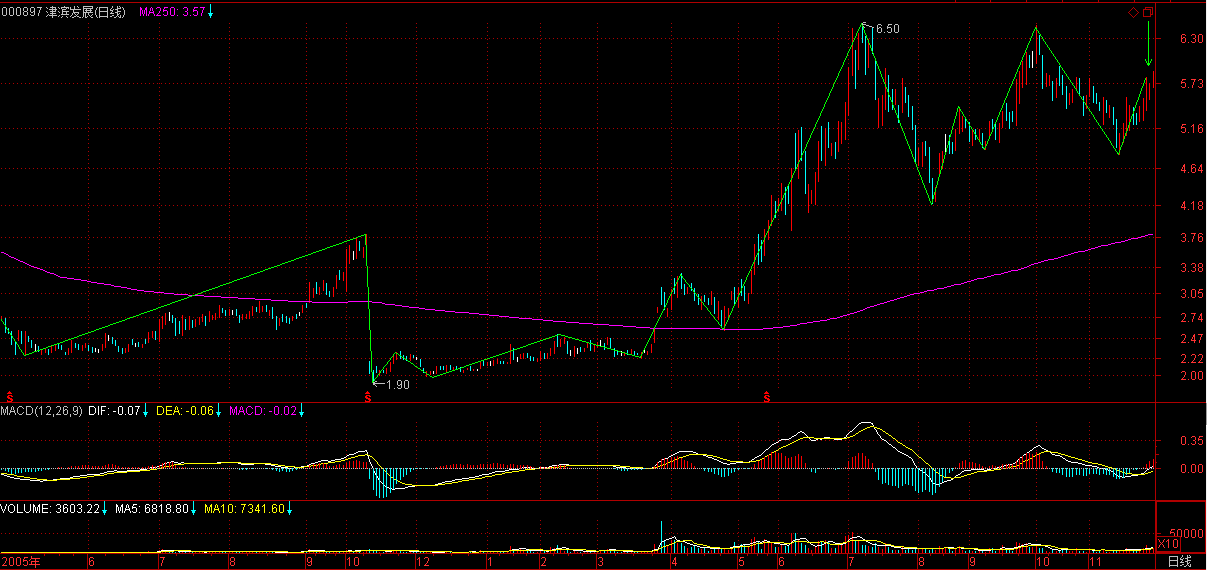 000897 津滨发展(日线) MA250: 3.57↓
6.50
6.30
5.73
5.16
4.64
4.18
3.76
3.38
3.05
2.74
2.47
2.22
2.00
1.90
S S S
MACD(12,26,9) DIF: -0.07↓ DEA: -0.06↓ MACD: -0.02↓
0.35
0.00
VOLUME: 3603.22↓ MA5: 6818.80↓ MA10: 7341.60↓
50000
X10
2005年 6 7 8 9 10 11 12 2 3 4 5 6 7 8 9 10 11 日线